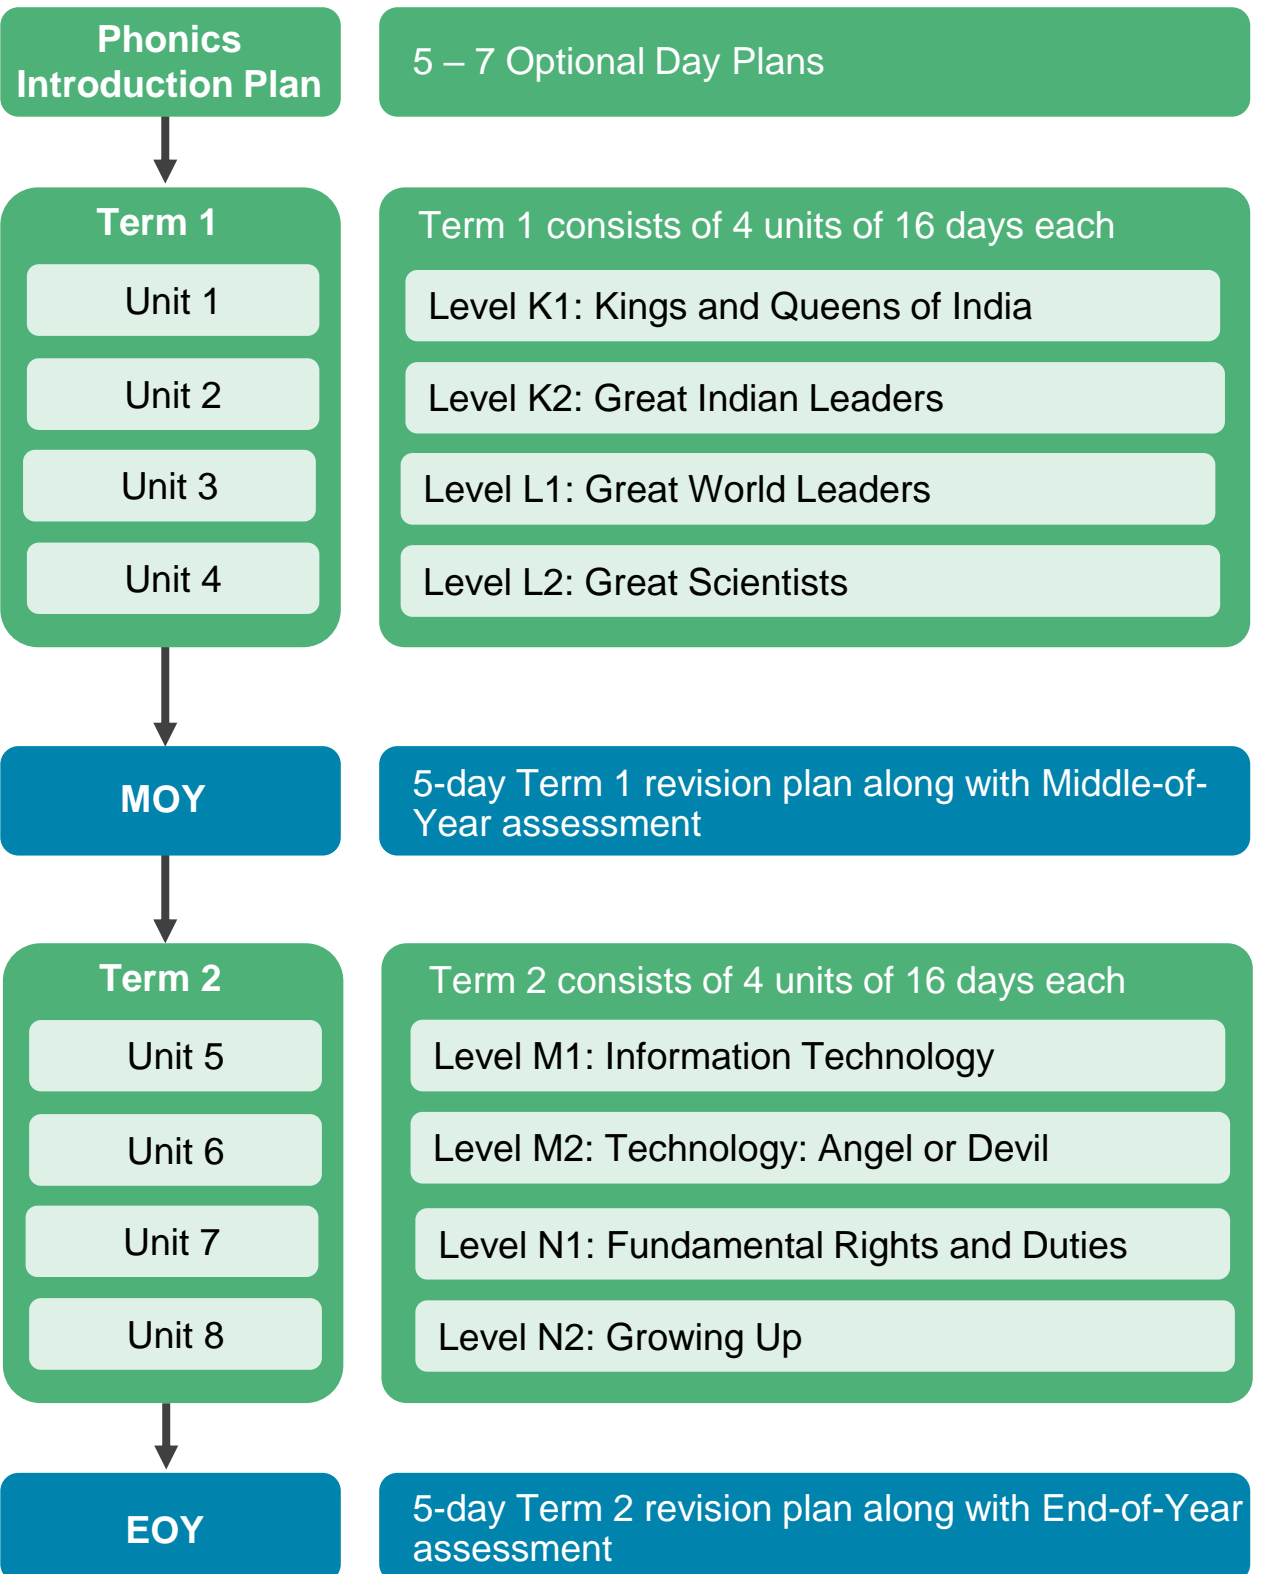 Phonics
Introduction Plan
5 – 7 Optional Day Plans
Term 1
Term 1 consists of 4 units of 16 days each
Unit 1
Level K1: Kings and Queens of India
Unit 2
Level K2: Great Indian Leaders
Unit 3
Level L1: Great World Leaders
Unit 4
Level L2: Great Scientists
MOY
5-day Term 1 revision plan along with Middle-of-
Year assessment
Term 2
Term 2 consists of 4 units of 16 days each
Unit 5
Level M1: Information Technology
Unit 6
Level M2: Technology: Angel or Devil
Unit 7
Level N1: Fundamental Rights and Duties
Unit 8
Level N2: Growing Up
EOY
5-day Term 2 revision plan along with End-of-Year
assessment